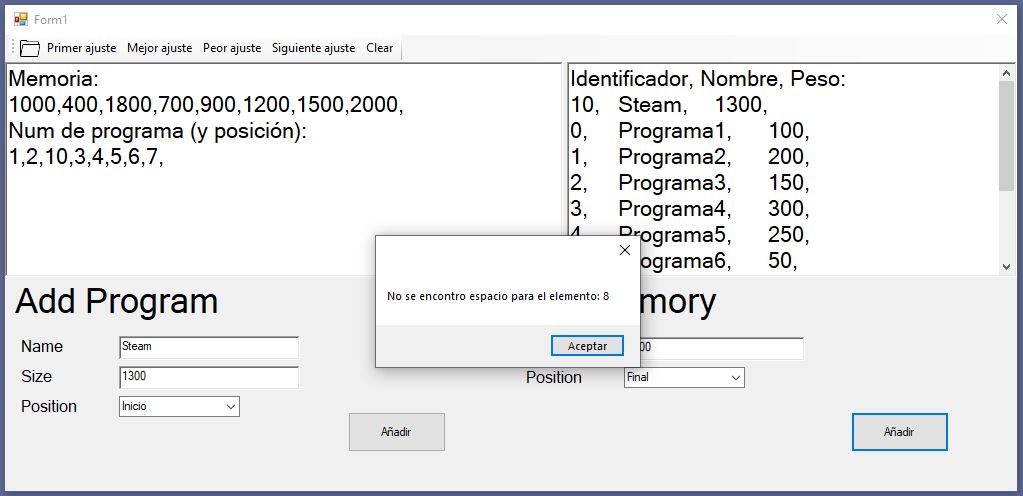 Form1
Primer ajuste Mejor ajuste Peor ajuste Siguiente ajuste Clear
Memoria:
1000,400,1800,700,900,1200,1500,2000,
Num de programa (y posición):
1,2,10,3,4,5,6,7,
Identificador, Nombre, Peso:
10, Steam, 1300,
0, Programa1, 100,
1, Programa2, 200,
2, Programa3, 150,
3, Programa4, 300,
4, Programa5, 250,
ograma6, 50,
No se encontro espacio para el elemento: 8
Aceptar
Add Program
Name Steam
Size 1300
Position Inicio
Añadir
mory
00
Position Final
Añadir